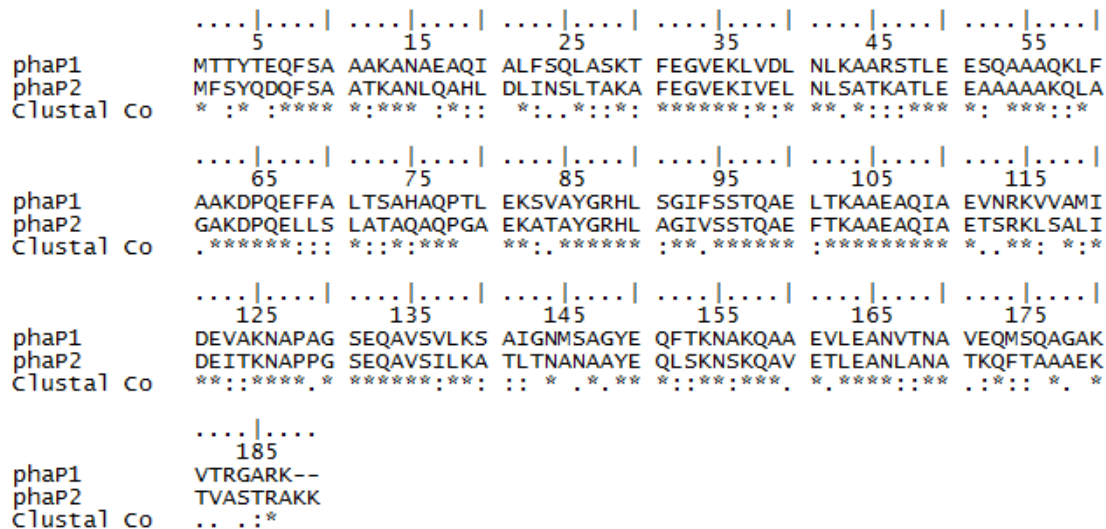 ....|....| ....|....| ....|....| ....|....| ....|....| ....|....|
5 15 25 35 45 55
phaP1 MTTYTEQFSA AAKANAEAQI ALFSQLASKT FEGVEKLVDL NLKAARSTLE ESQAAAQKLF
phaP2 MFSYQDQFSA ATKANLQAHL DLINSLTAKA FEGVEKIVEL NLSATKATLE EAAAAAKQLA
Clustal Co * :* :**** *:*** :*:: *:..*::*: ******:*:* **.*:::*** *: ***::*
....|....| ....|....| ....|....| ....|....| ....|....| ....|....|
65 75 85 95 105 115
phaP1 AAKDPQEFFA LTSAHAQPTL EKSVAYGRHL SGIFSSTQAE LTKAAEAQIA EVNRKVVAMI
phaP2 GAKDPQELLS LATAQAQPGA EKATAYGRHL AGIVSSTQAE FTKAAEAQIA ETSRKLSALI
Clustal Co .******::: *::*:*** **:.****** :**.****** :********* *..**: *:*
....|....| ....|....| ....|....| ....|....| ....|....| ....|....|
125 135 145 155 165 175
phaP1 DEVAKNAPAG SEQAVSVLKS AIGNMSAGYE QFTKNAKQAA EVLEANVTNA VEQMSQAGAK
phaP2 DEITKNAPPG SEQAVSILKA TLTNANAAYE QLSKNSKQAV ETLEANLANA TKQFTAAAEK
Clustal Co **::****.* ******:**: :: * .*.** *::**:***. *.****::** .:*:: *. *
....|....
185
phaP1 VTRGARK--
phaP2 TVASTRAKK
Clustal Co .. .:*